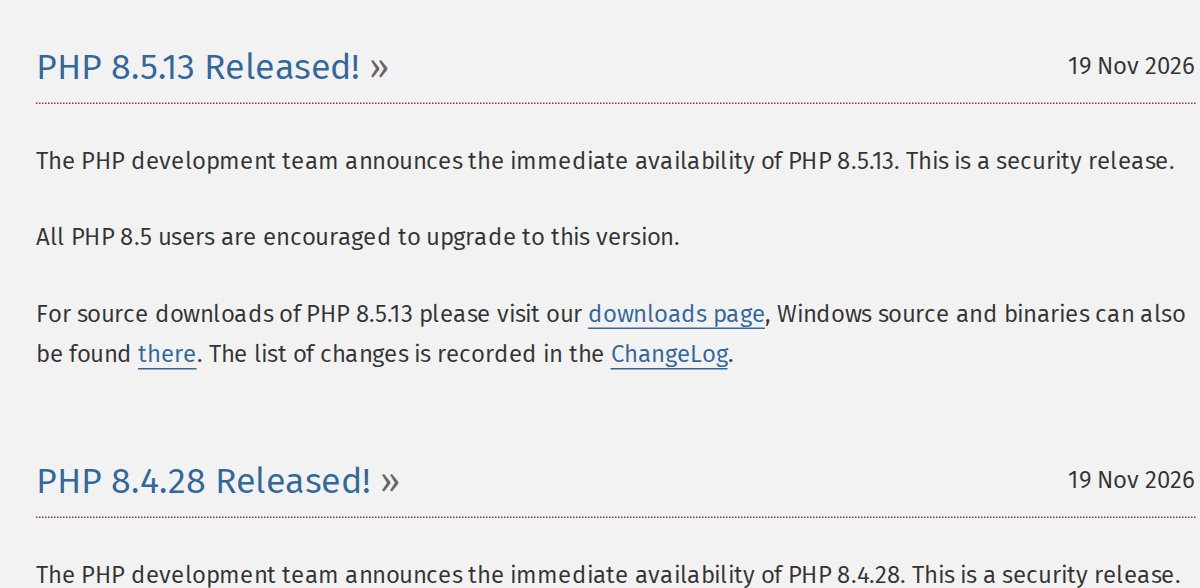 PHP 8.5.13 Released! »
19 Nov 2026
The PHP development team announces the immediate availability of PHP 8.5.13. This is a security release.
All PHP 8.5 users are encouraged to upgrade to this version.
For source downloads of PHP 8.5.13 please visit our downloads page, Windows source and binaries can also
be found there. The list of changes is recorded in the ChangeLog.
PHP 8.4.28 Released! »
19 Nov 2026
The PHP development team announces the immediate availability of PHP 8.4.28. This is a security release.